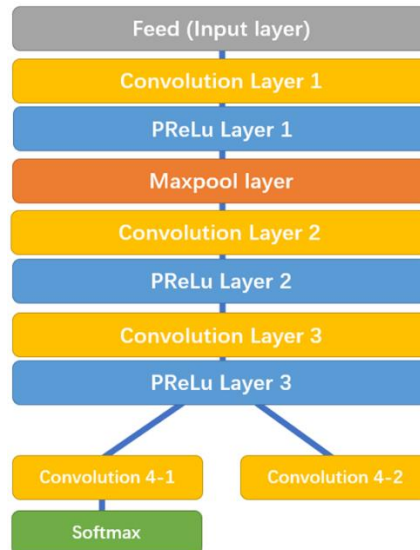 Feed (Input layer)
Convolution Layer 1
PReLu Layer 1
Maxpool layer
Convolution Layer 2
PReLu Layer 2
Convolution Layer 3
PReLu Layer 3
Convolution 4-1
Convolution 4-2
Softmax